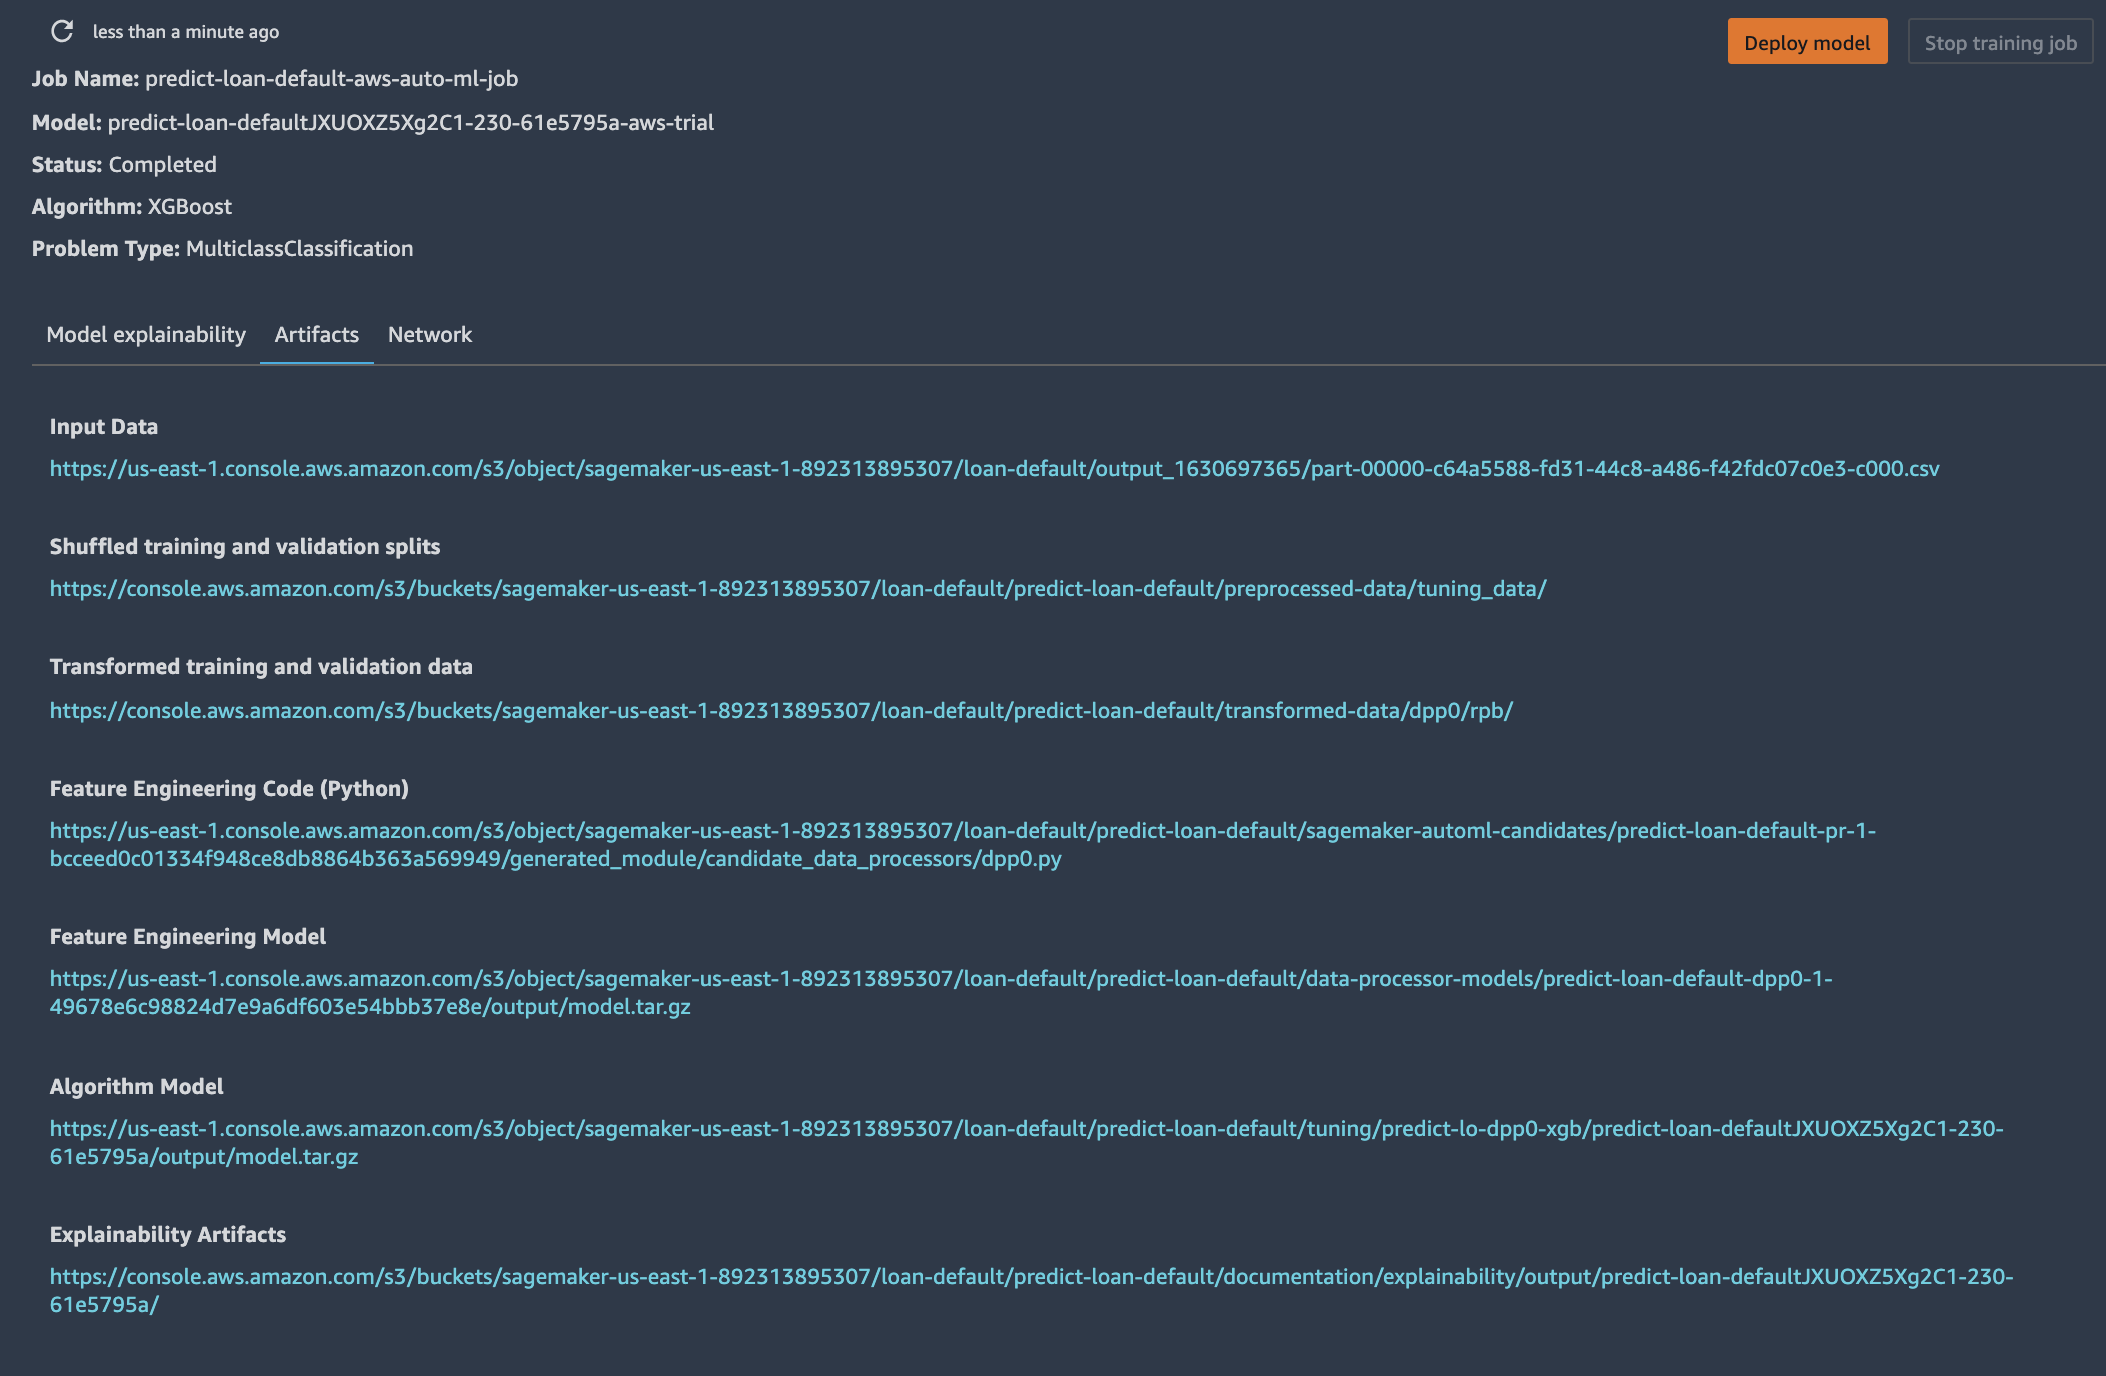 less than a minute ago
Deploy model
Stop training job
Job Name: predict-loan-default-aws-auto-ml-job
Model: predict-loan-defaultJXUOXZ5Xg2C1-230-61e5795a-aws-trial
Status: Completed
Algorithm: XGBoost
Problem Type: MulticlassClassification
Model explainability
Artifacts
Network
Input Data
https://us-east-1.console.aws.amazon.com/s3/object/sagemaker-us-east-1-892313895307/loan-default/output_1630697365/part-00000-c64a5588-fd31-44c8-a486-f42fdc07c0e3-c000.csv
Shuffled training and validation splits
https://console.aws.amazon.com/s3/buckets/sagemaker-us-east-1-892313895307/loan-default/predict-loan-default/preprocessed-data/tuning_data/
Transformed training and validation data
https://console.aws.amazon.com/s3/buckets/sagemaker-us-east-1-892313895307/loan-default/predict-loan-default/transformed-data/dpp0/rpb/
Feature Engineering Code (Python)
https://us-east-1.console.aws.amazon.com/s3/object/sagemaker-us-east-1-892313895307/loan-default/predict-loan-default/sagemaker-automl-candidates/predict-loan-default-pr-1-
bcceed0c01334f948ce8db8864b363a569949/generated_module/candidate_data_processors/dpp0.py
Feature Engineering Model
https://us-east-1.console.aws.amazon.com/s3/object/sagemaker-us-east-1-892313895307/loan-default/predict-loan-default/data-processor-models/predict-loan-default-dpp0-1-
49678e6c98824d7e9a6df603e54bbb37e8e/output/model.tar.gz
Algorithm Model
https://us-east-1.console.aws.amazon.com/s3/object/sagemaker-us-east-1-892313895307/loan-default/predict-loan-default/tuning/predict-lo-dpp0-xgb/predict-loan-defaultJXUOXZ5Xg2C1-230-
61e5795a/output/model.tar.gz
Explainability Artifacts
https://console.aws.amazon.com/s3/buckets/sagemaker-us-east-1-892313895307/loan-default/predict-loan-default/documentation/explainability/output/predict-loan-defaultJXUOXZ5Xg2C1-230-
61e5795a/